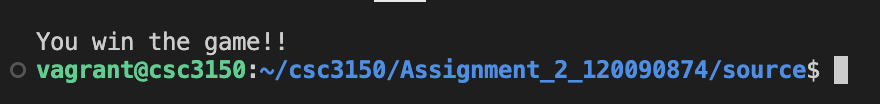 You win the game!!
vagrant@csc3150:~/csc3150/Assignment_2_120090874/source$